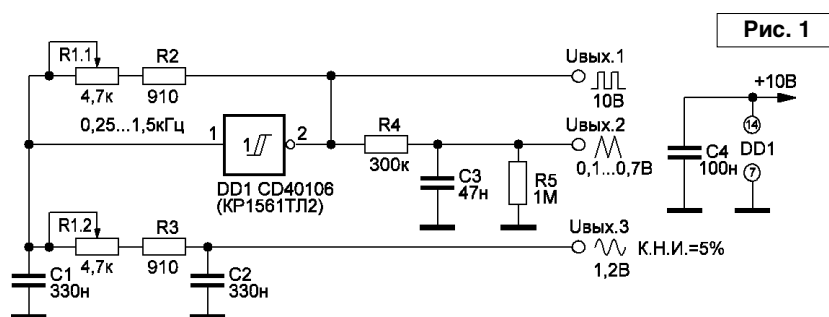 Рис. 1
R1.1
R2
Uвых.1
4,7к
910
10В
+10В
0,25...1,5кГц
1
1
2
R4
300к
Uвых.2
0,1...0,7В
14
DD1
7
C4
100н
DD1 CD40106
(КР1561ТЛ2)
C3
47н
R5
1М
R1.2
R3
Uвых.3
К.Н.И.=5%
4,7к
910
1,2В
C1
330н
C2
330н